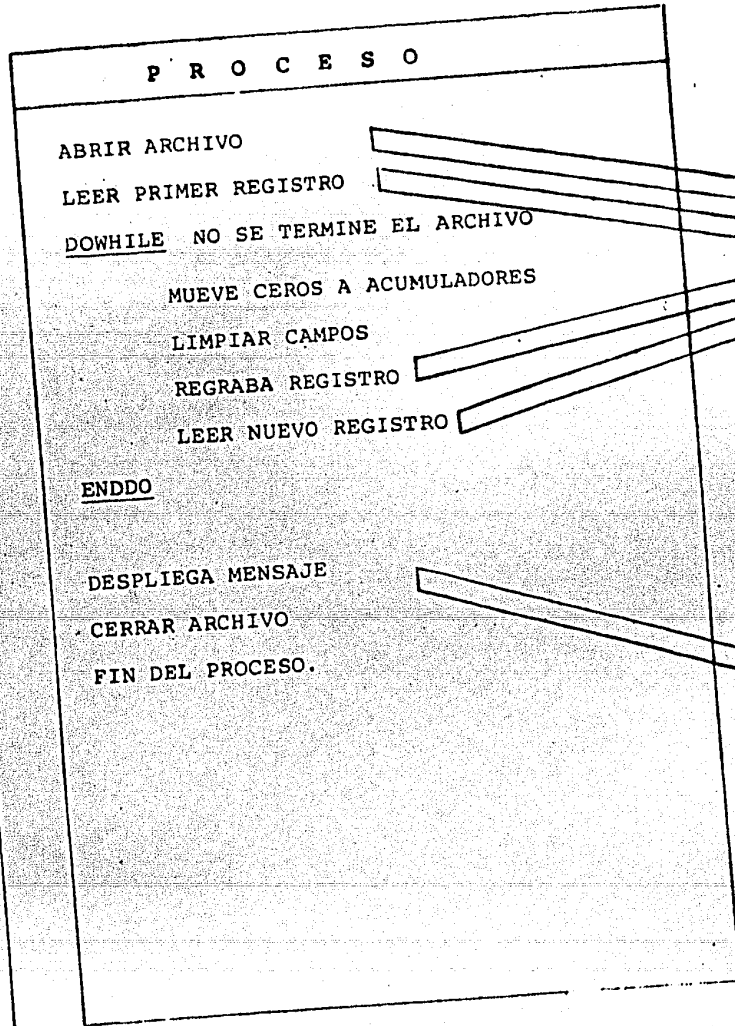 P R O C E S O
ABRIR ARCHIVO
LEER PRIMER REGISTRO
DOWHILE NO SE TERMINE EL ARCHIVO
MUEVE CEROS A ACUMULADORES
LIMPIAR CAMPOS
REGRABA REGISTRO
LEER NUEVO REGISTRO
ENDDO
DESPLIEGA MENSAJE
CERRAR ARCHIVO
FIN DEL PROCESO.